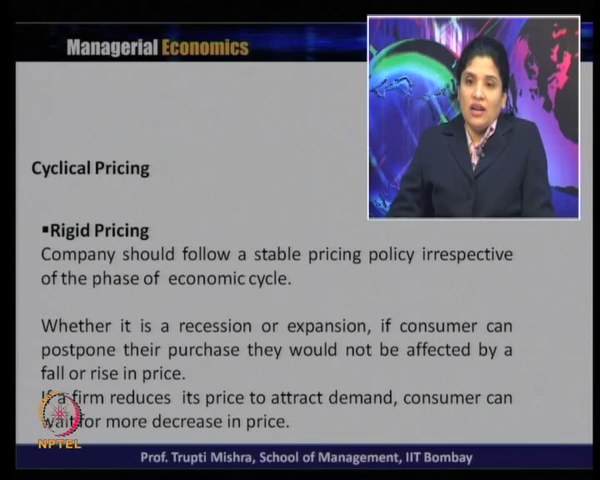 Managerial Economics
Cyclical Pricing
▪Rigid Pricing
Company should follow a stable pricing policy irrespective
of the phase of economic cycle.
Whether it is a recession or expansion, if consumer can
postpone their purchase they would not be affected by a
fall or rise in price.
If a firm reduces its price to attract demand, consumer can
wait for more decrease in price.
NPTEL
Prof. Trupti Mishra, School of Management, IIT Bombay